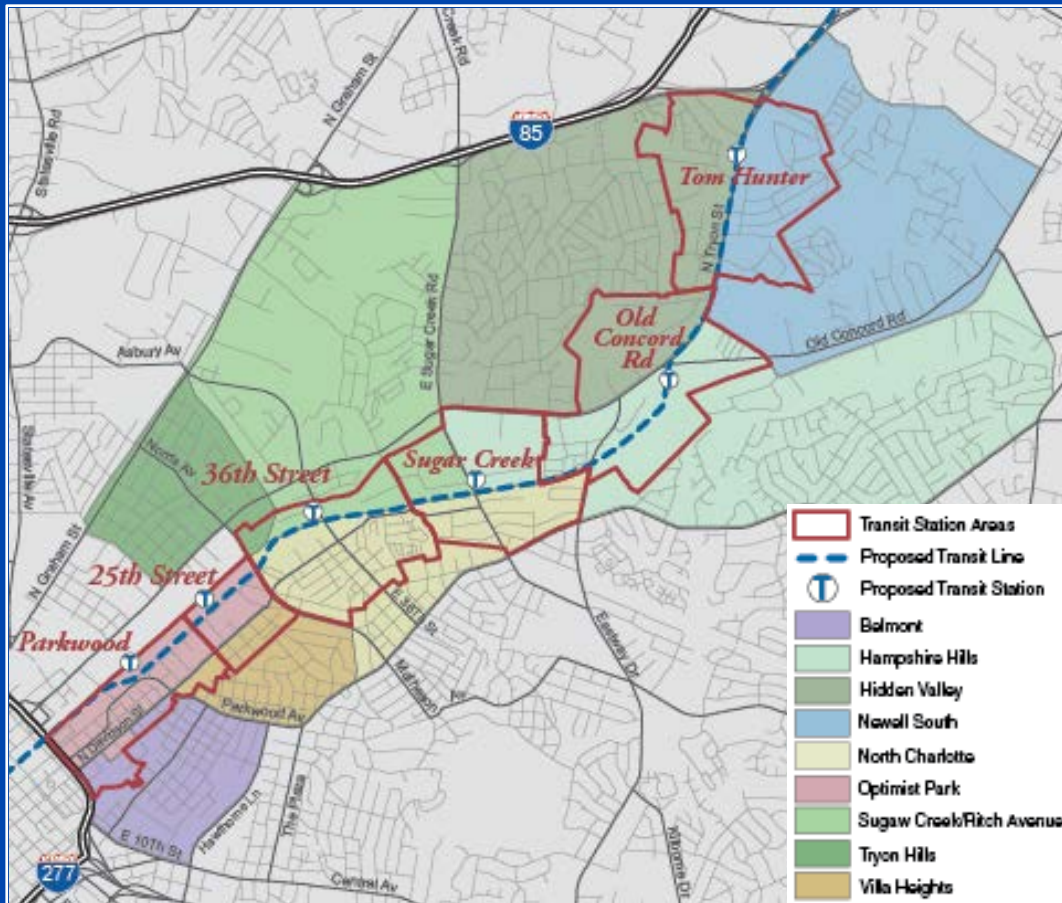 Creek Rd
N Graham St
Statesville Rd
85
Tom Hunter
N Tryon St
Old
Concord
Rd
Old Concord Rd
E Sugar Creek Rd
Asbury Av
Statesville Av
Norris Av
36th Street
Sugar Creek
N Graham St
25th Street
E 36TH St
Eastway Dr
Parkwood
Matheson Av
Parkwood Av
N Davidson St
The Plaza
Hawthorne Ln
E 10TH St
Kilborne Dr
Central Av
277
Transit Station Areas
Proposed Transit Line
T Proposed Transit Station
Belmont
Hampshire Hills
Hidden Valley
Newell South
North Charlotte
Optimist Park
Sugaw Creek/Ritch Avenue
Tryon Hills
Villa Heights